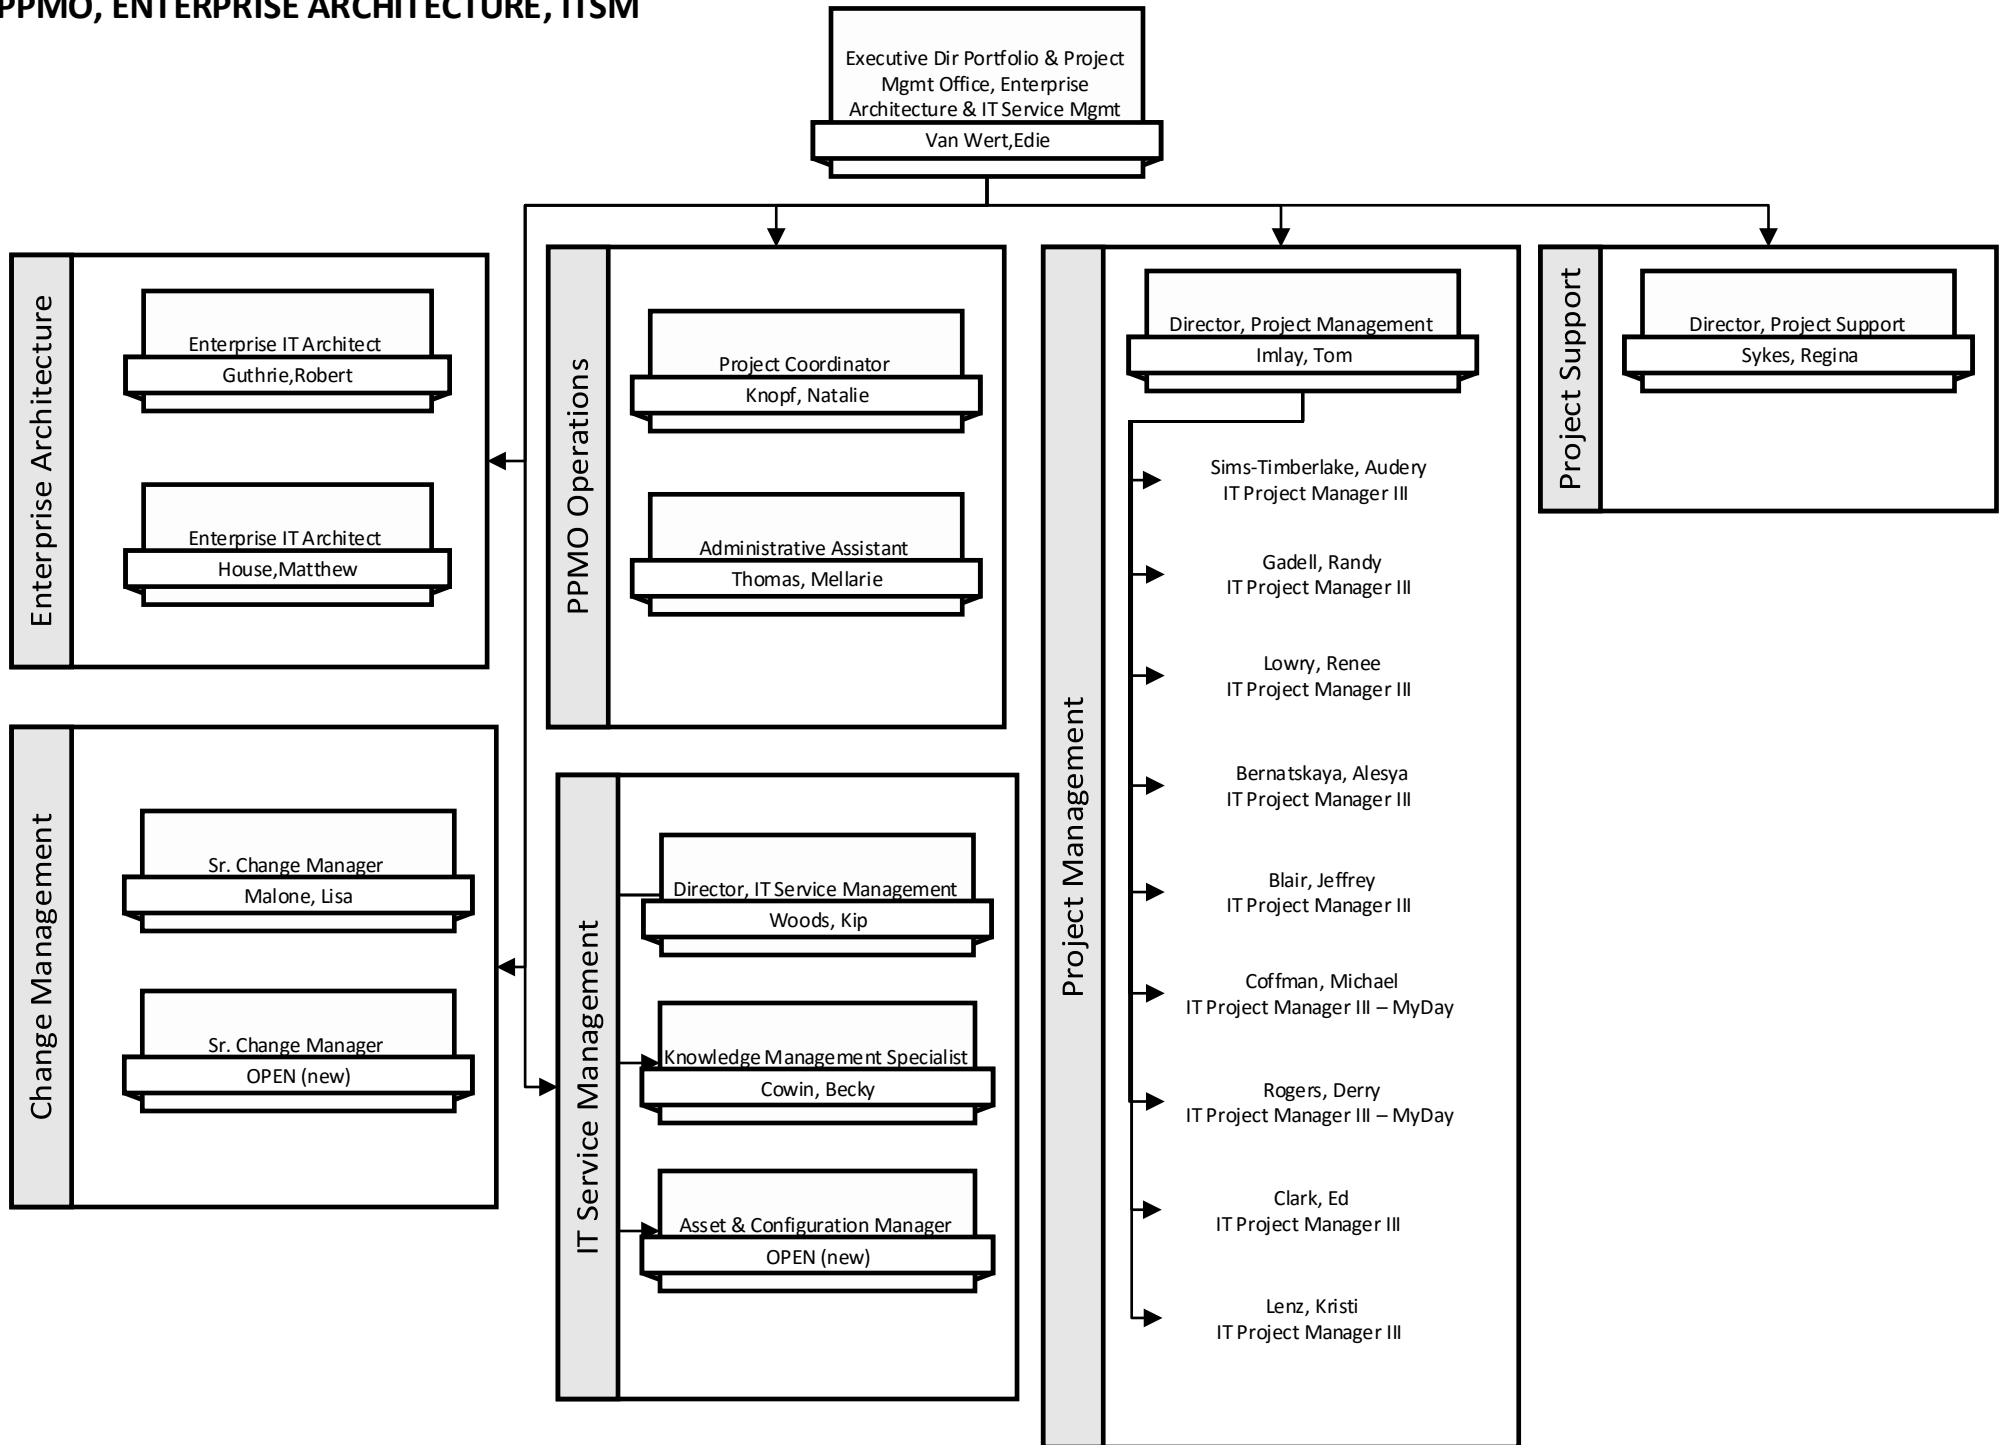 PPMO, ENTERPRISE ARCHITECTURE, ITSM
Executive Dir Portfolio & Project
Mgmt Office, Enterprise
Architecture & IT Service Mgmt
Van Wert,Edie
Enterprise Architecture
Enterprise IT Architect
Guthrie,Robert
Enterprise IT Architect
House,Matthew
PPMO Operations
Project Coordinator
Knopf, Natalie
Administrative Assistant
Thomas, Mellarie
Project Management
Director, Project Management
Imlay, Tom
Sims-Timberlake, Audery
IT Project Manager III
Gadell, Randy
IT Project Manager III
Lowry, Renee
IT Project Manager III
Bernatskaya, Alesya
IT Project Manager III
Blair, Jeffrey
IT Project Manager III
Coffman, Michael
IT Project Manager III – MyDay
Rogers, Derry
IT Project Manager III – MyDay
Clark, Ed
IT Project Manager III
Lenz, Kristi
IT Project Manager III
Project Support
Director, Project Support
Sykes, Regina
Change Management
Sr. Change Manager
Malone, Lisa
Sr. Change Manager
OPEN (new)
IT Service Management
Director, IT Service Management
Woods, Kip
Knowledge Management Specialist
Cowin, Becky
Asset & Configuration Manager
OPEN (new)